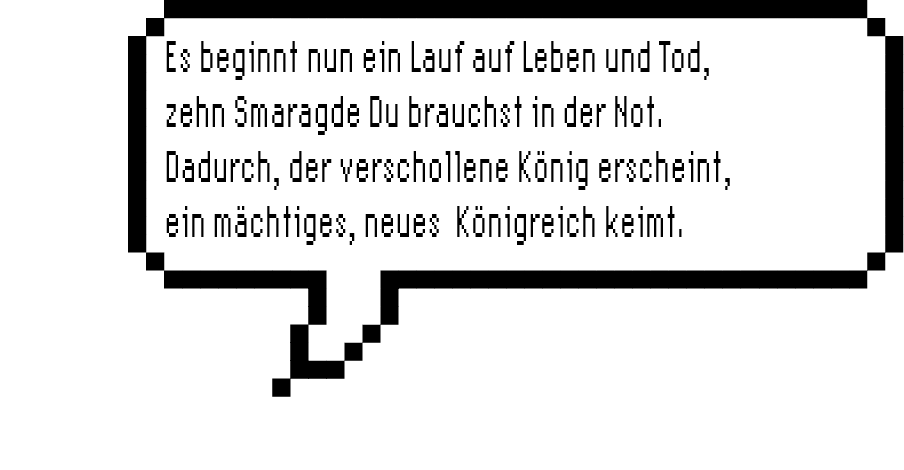 Es beginnt nun ein Lauf auf Leben und Tod,
zehn Smaragde Du brauchst in der Not.
Dadurch, der verschollene König erscheint,
ein mächtiges, neues  Königreich keimt.